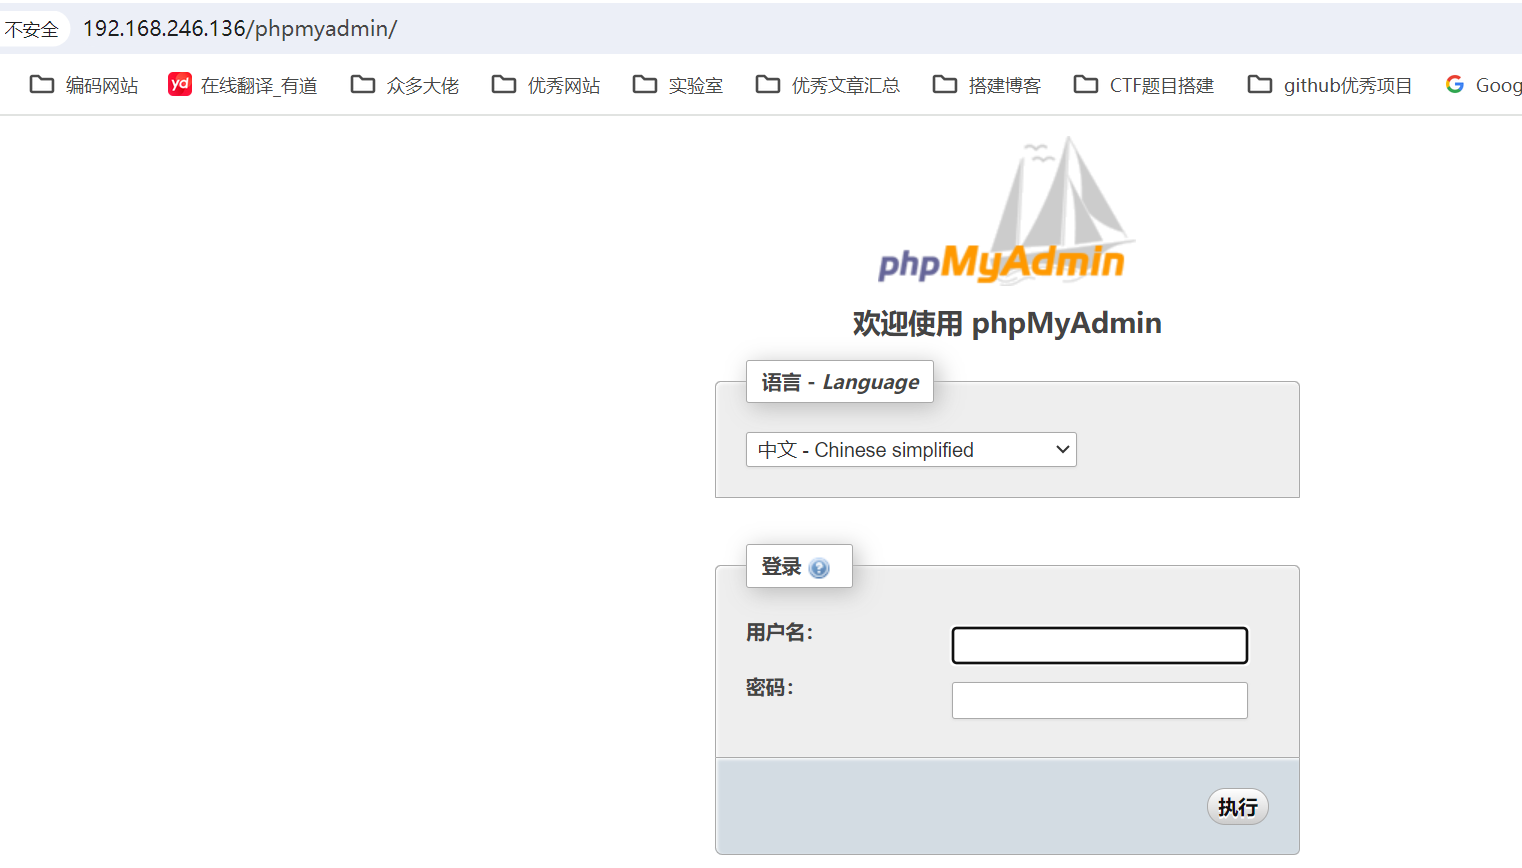 不安全 192.168.246.136/phpmyadmin/
编码网站 yd 在线翻译_有道 众多大佬 优秀网站 实验室 优秀文章汇总 搭建博客 CTF题目搭建 github优秀项目 G Goog
phpMyAdmin
欢迎使用 phpMyAdmin
语言 - Language
中文 - Chinese simplified
登录 ?
用户名：
密码：
执行